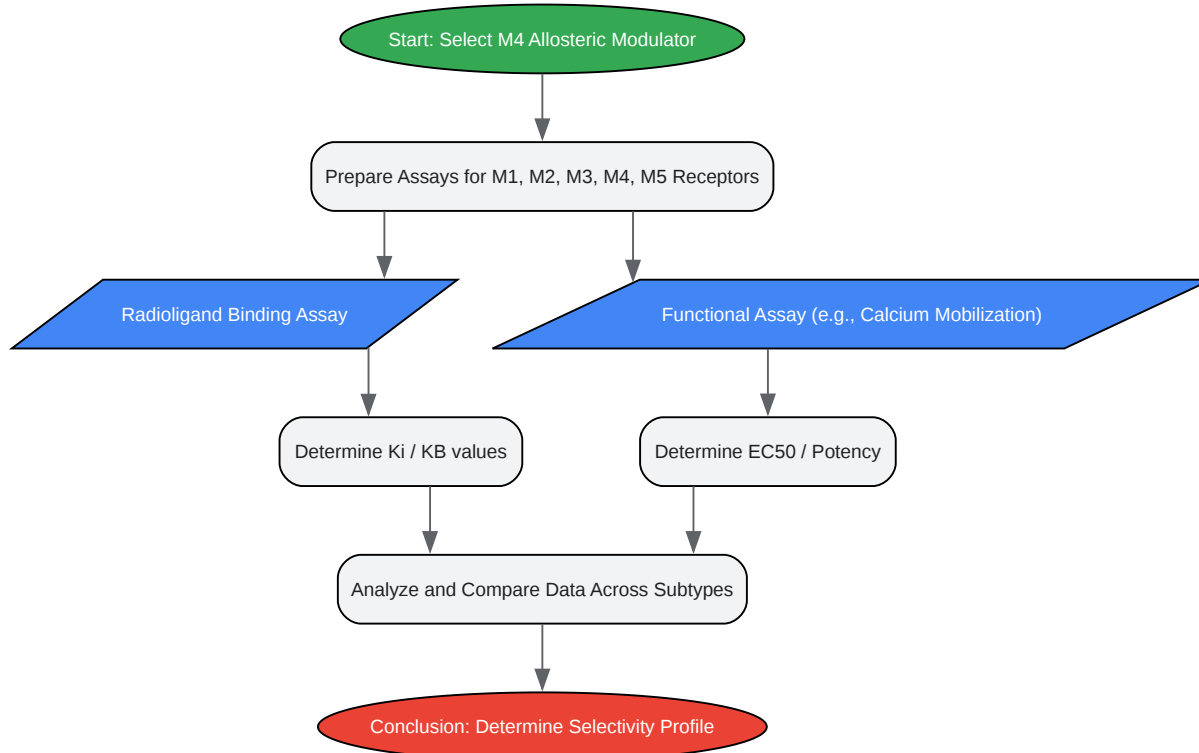 Start: Select M4 Allosteric Modulator
Prepare Assays for M1, M2, M3, M4, M5 Receptors
Radioligand Binding Assay
Functional Assay (e.g., Calcium Mobilization)
Determine Ki / KB values
Determine EC50 / Potency
Analyze and Compare Data Across Subtypes
Conclusion: Determine Selectivity Profile